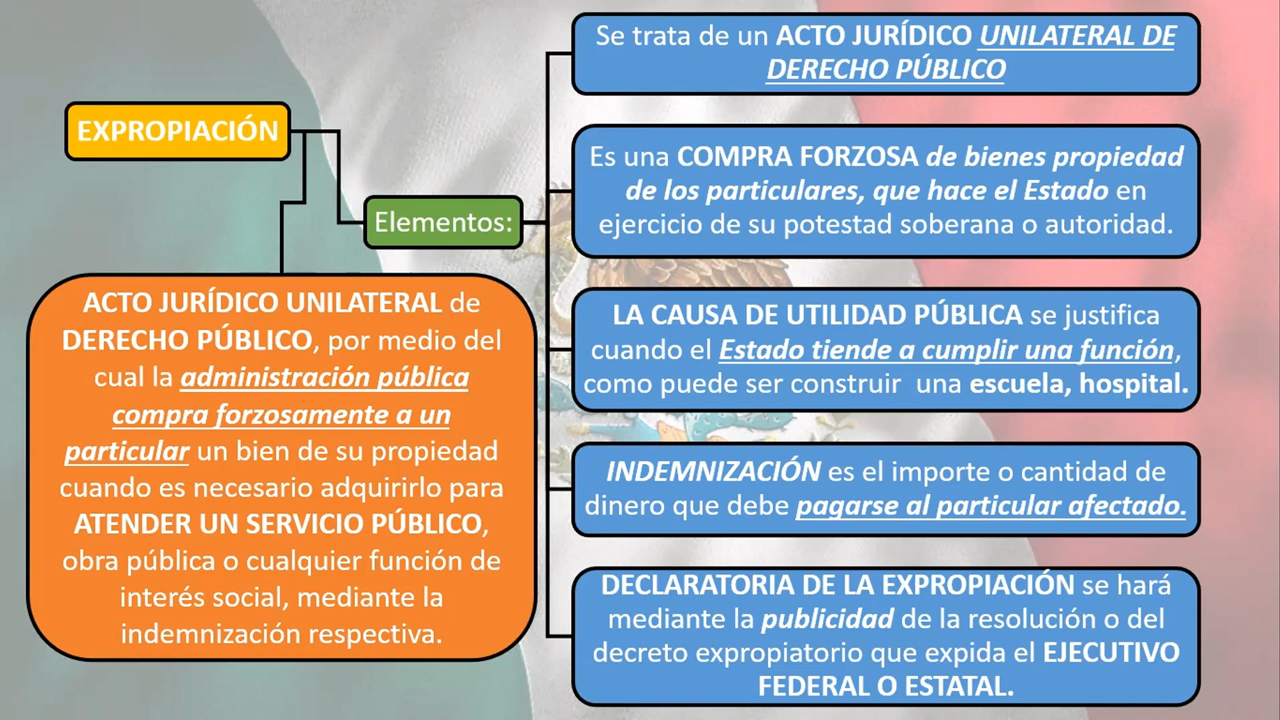 EXPROPIACIÓN
Elementos:
ACTO JURÍDICO UNILATERAL de
DERECHO PÚBLICO, por medio del
cual la administración pública
compra forzosamente a un
particular un bien de su propiedad
cuando es necesario adquirirlo para
ATENDER UN SERVICIO PÚBLICO,
obra pública o cualquier función de
interés social, mediante la
indemnización respectiva.
Se trata de un ACTO JURÍDICO UNILATERAL DE
DERECHO PÚBLICO
Es una COMPRA FORZOSA de bienes propiedad
de los particulares, que hace el Estado en
ejercicio de su potestad soberana o autoridad.
LA CAUSA DE UTILIDAD PÚBLICA se justifica
cuando el Estado tiende a cumplir una función,
como puede ser construir una escuela, hospital.
INDEMNIZACIÓN es el importe o cantidad de
dinero que debe pagarse al particular afectado.
DECLARATORIA DE LA EXPROPIACIÓN se hará
mediante la publicidad de la resolución o del
decreto expropiatorio que expida el EJECUTIVO
FEDERAL O ESTATAL.